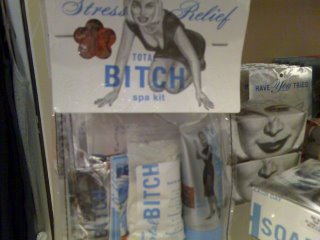 Stress Relief
TOTAL
BITCH
spa kit
HAVE You TRIED
BITCH
SOA